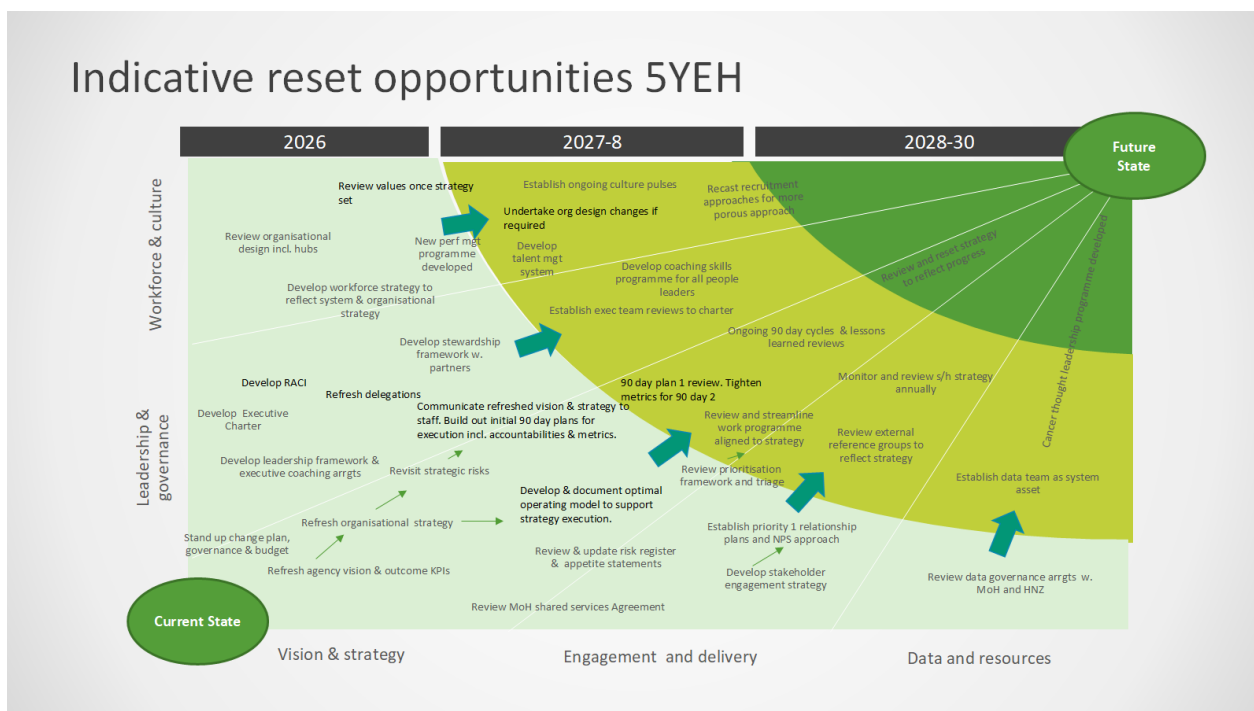 Indicative reset opportunities 5YEH
2026
2027-8
2028-30
Future
State
Workforce & culture
Review values once strategy
set
Establish ongoing culture pulses
Recast recruitment
approaches for more
porous approach
Undertake org design changes if
required
Review organisational
design incl. hubs
New perf mgt
programme
developed
Develop
talent mgt
system
Review and reset strategy
to reflect progress
Cancer thought leadership programme developed
Develop coaching skills
programme for all people
leaders
Develop workforce strategy to
reflect system & organisational
strategy
Establish exec team reviews to charter
Ongoing 90 day cycles & lessons
learned reviews
Develop stewardship
framework w.
partners
Leadership &
governance
Develop RACI
Refresh delegations
90 day plan 1 review. Tighten
metrics for 90 day 2
Monitor and review s/h strategy
annually
Develop Executive
Charter
Communicate refreshed vision & strategy to
staff. Build out initial 90 day plans for
execution incl. accountabilities & metrics.
Review and streamline
work programme
aligned to strategy
Review external
reference groups to
reflect strategy
Develop leadership framework &
executive coaching arrgts
Revisit strategic risks
Review prioritisation
framework and triage
Establish data team as system
asset
Develop & document optimal
operating model to support
strategy execution.
Refresh organisational strategy
Establish priority 1 relationship
plans and NPS approach
Stand up change plan,
governance & budget
Review & update risk register
& appetite statements
Refresh agency vision & outcome KPIs
Develop stakeholder
engagement strategy
Review data governance arrgts w.
MoH and HNZ
Review MoH shared services Agreement
Current State
Vision & strategy
Engagement and delivery
Data and resources